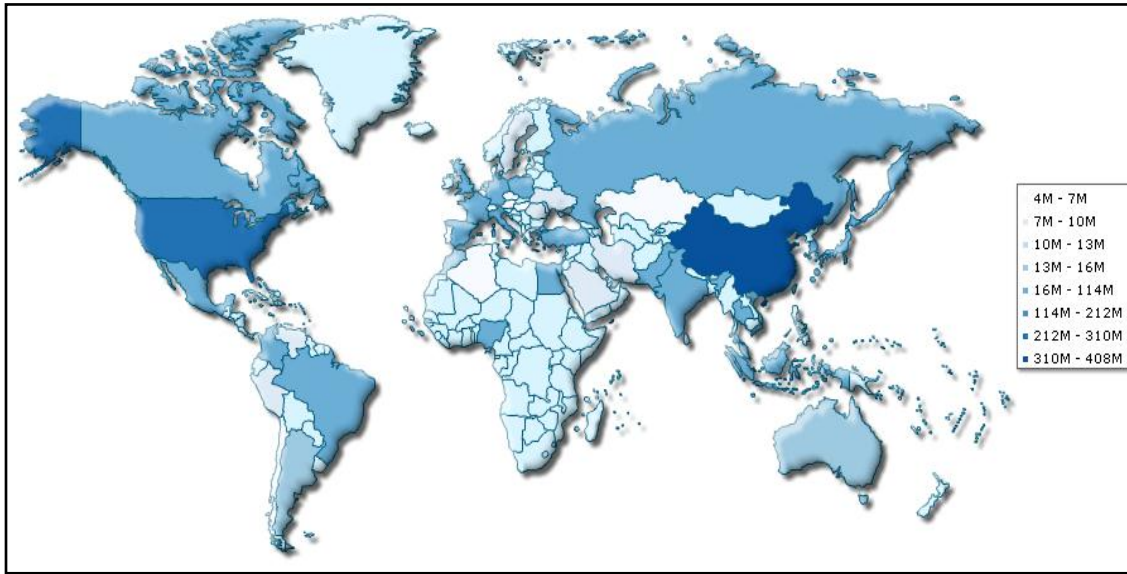 4M - 7M
7M - 10M
10M - 13M
13M - 16M
16M - 114M
114M - 212M
212M - 310M
310M - 408M